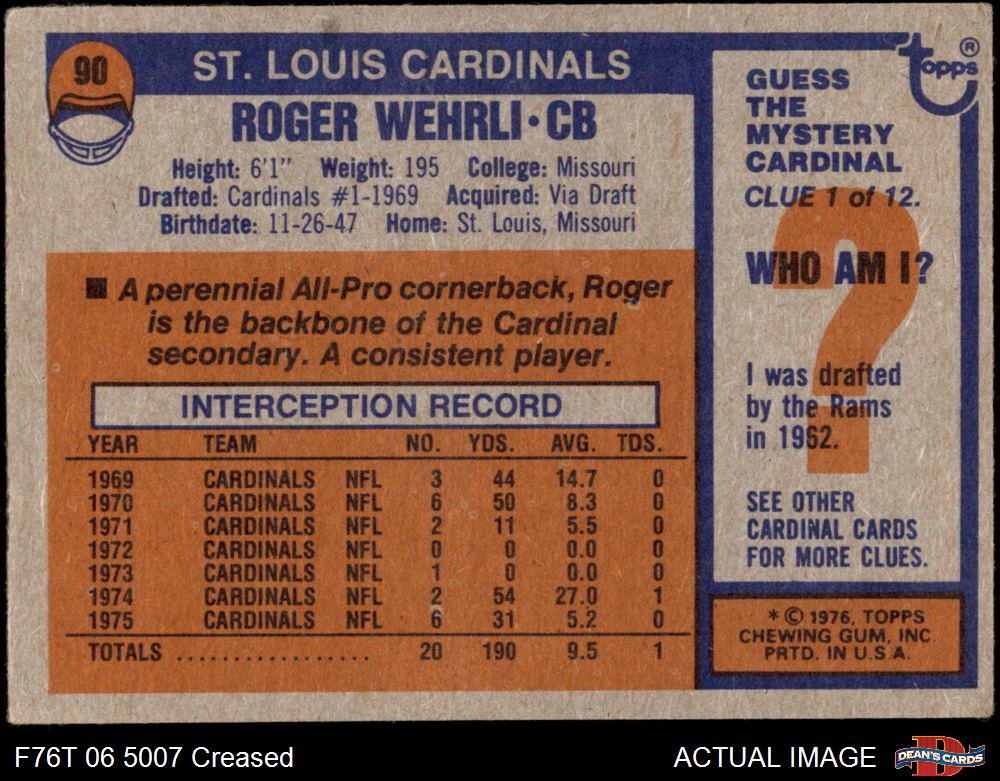 90
ST. LOUIS CARDINALS
ROGER WEHRLI • CB
Height: 6'1" Weight: 195 College: Missouri
Drafted: Cardinals #1-1969 Acquired: Via Draft
Birthdate: 11-26-47 Home: St. Louis, Missouri
■ A perennial All-Pro cornerback, Roger
is the backbone of the Cardinal
secondary. A consistent player.
INTERCEPTION RECORD
YEAR TEAM NO. YDS. AVG. TDS.
1969 CARDINALS NFL 3 44 14.7 0
1970 CARDINALS NFL 6 50 8.3 0
1971 CARDINALS NFL 2 11 5.5 0
1972 CARDINALS NFL 0 0 0.0 0
1973 CARDINALS NFL 1 0 0.0 0
1974 CARDINALS NFL 2 54 27.0 1
1975 CARDINALS NFL 6 31 5.2 0
TOTALS .................. 20 190 9.5 1
topps ®
GUESS
THE
MYSTERY
CARDINAL
CLUE 1 of 12.
?
WHO AM I?
I was drafted
by the Rams
in 1962.
SEE OTHER
CARDINAL CARDS
FOR MORE CLUES.
* © 1976, TOPPS
CHEWING GUM, INC.
PRTD. IN U.S.A.
F76T 06 5007 Creased
ACTUAL IMAGE
D
DEAN'S CARDS